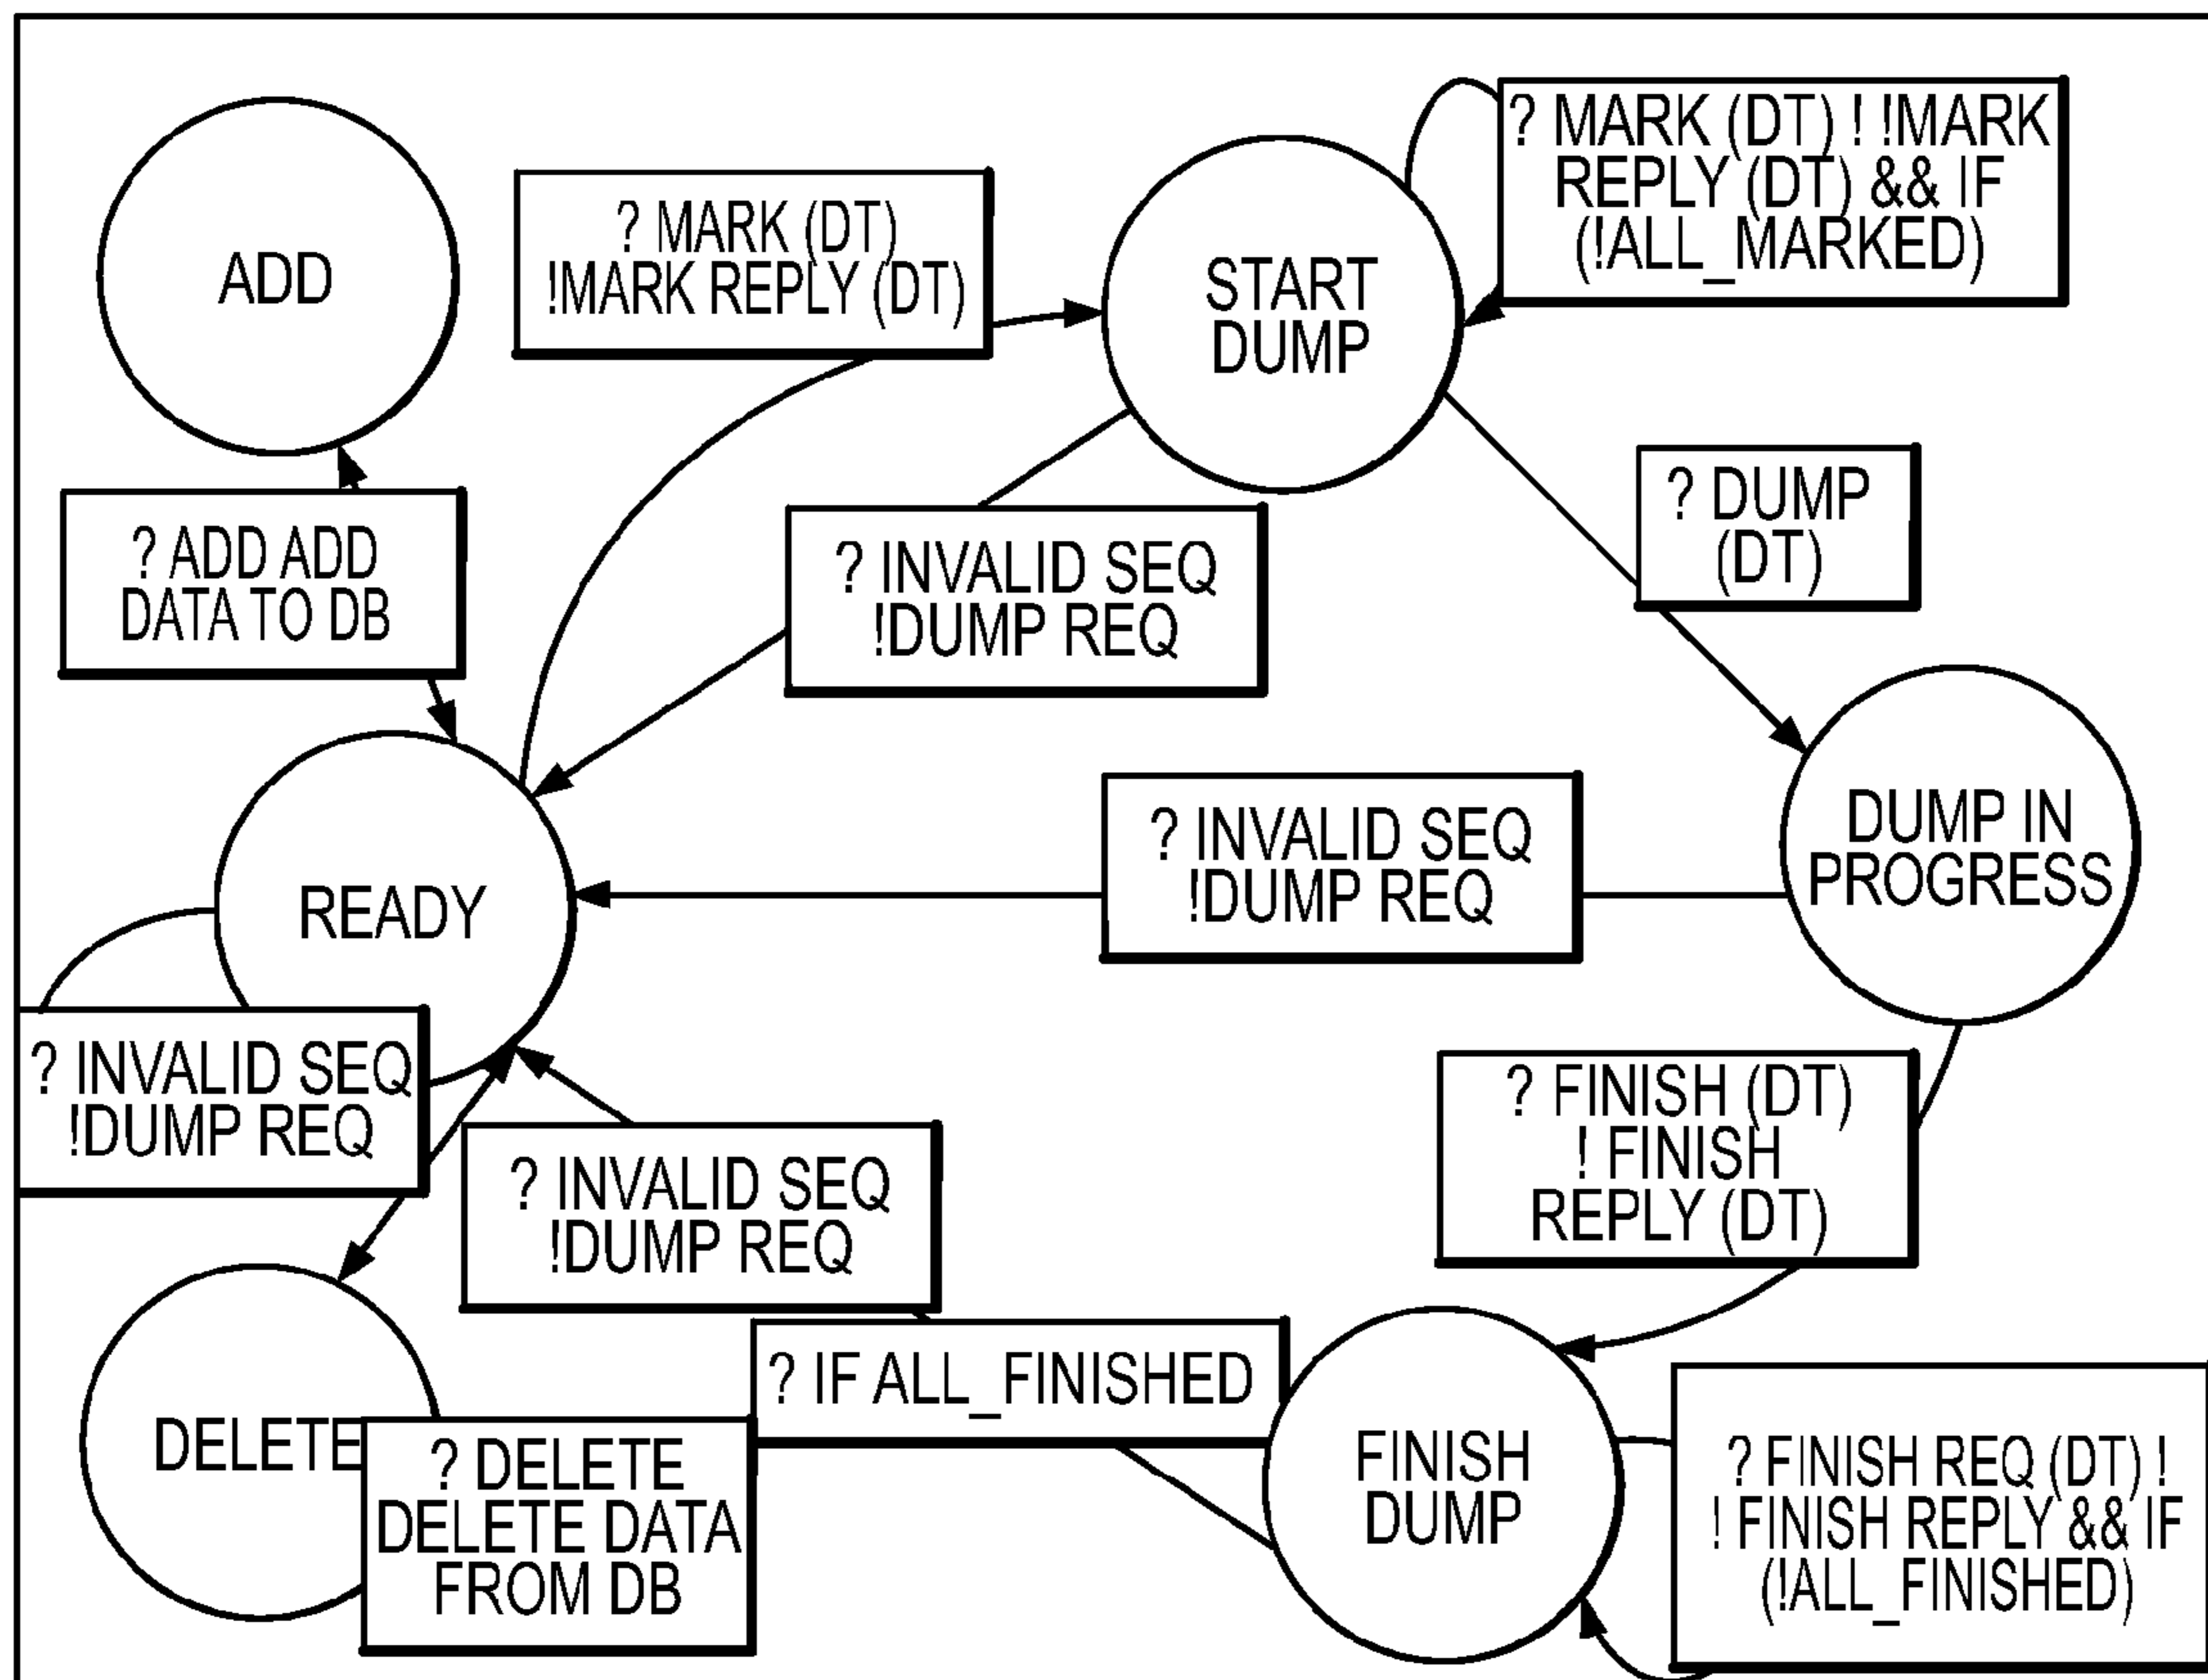 ADD
? MARK (DT)
!MARK REPLY (DT)
START
DUMP
? MARK (DT) ! !MARK
REPLY (DT) && IF
(!ALL_MARKED)
? ADD ADD
DATA TO DB
? INVALID SEQ
!DUMP REQ
? DUMP
(DT)
READY
? INVALID SEQ
!DUMP REQ
DUMP IN
PROGRESS
? INVALID SEQ
!DUMP REQ
? INVALID SEQ
!DUMP REQ
? FINISH (DT)
! FINISH
REPLY (DT)
DELETE
? DELETE
DELETE DATA
FROM DB
? IF ALL_FINISHED
FINISH
DUMP
? FINISH REQ (DT) !
! FINISH REPLY && IF
(!ALL_FINISHED)